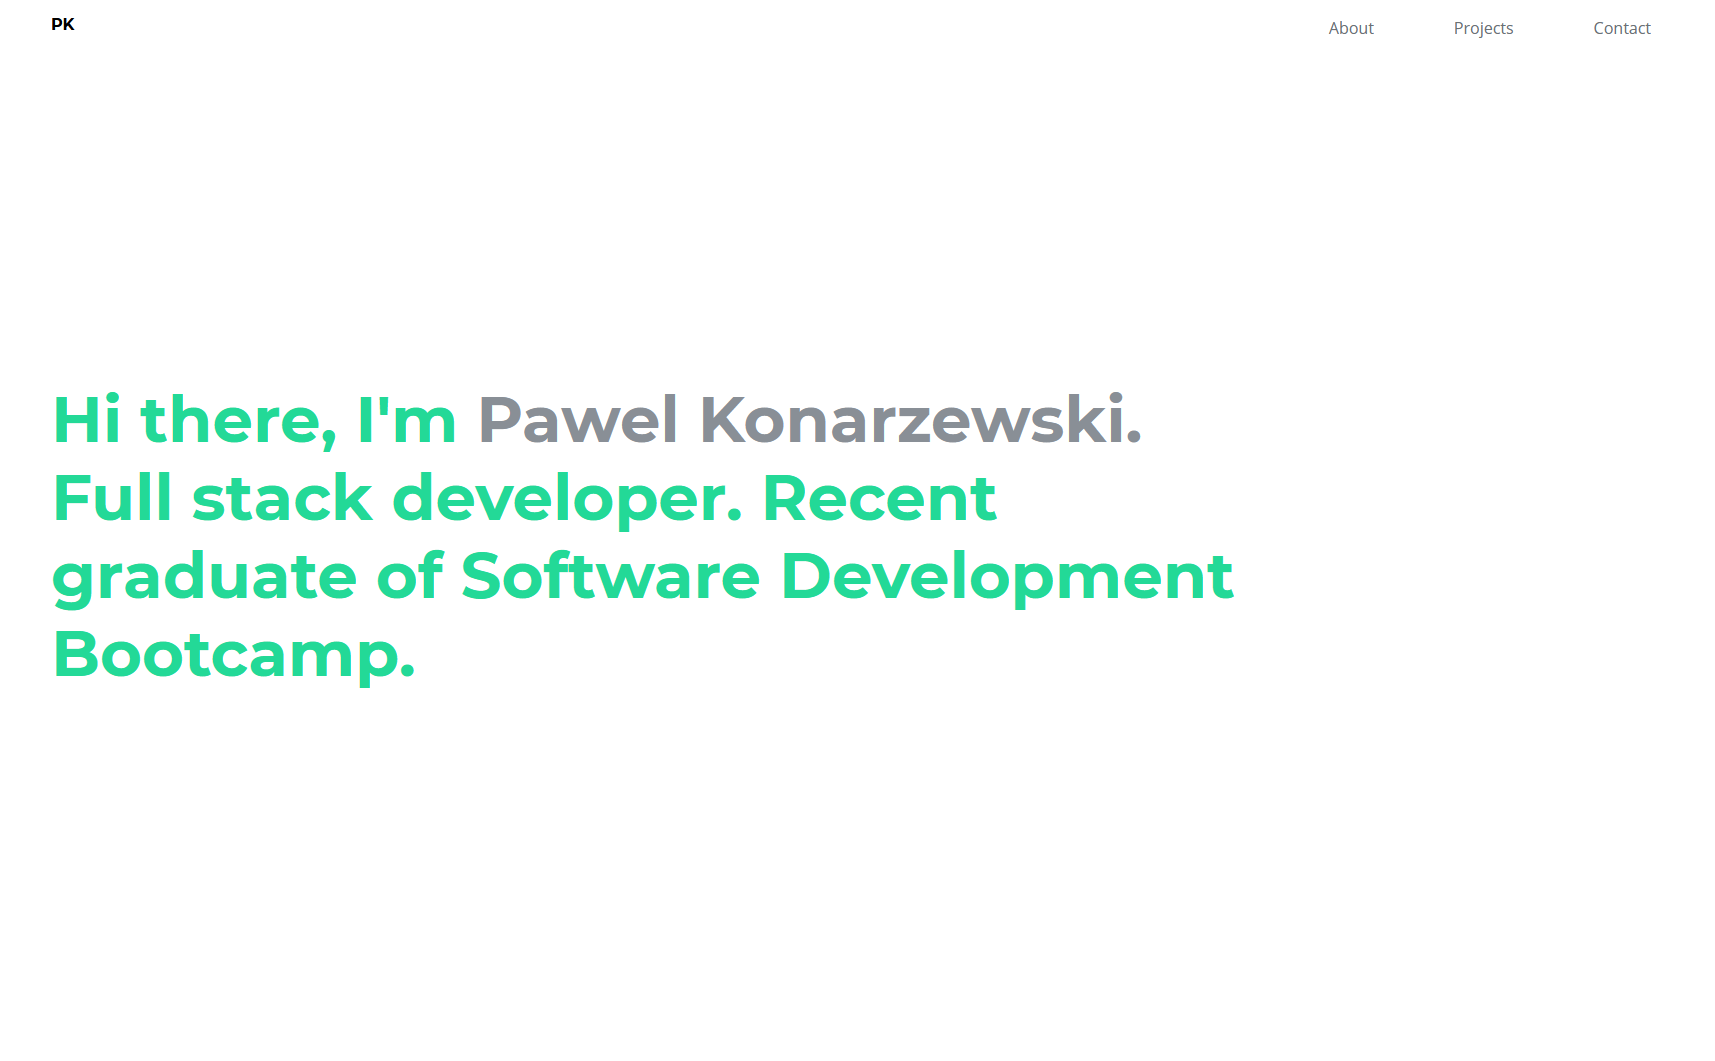 PK
About Projects Contact
Hi there, I'm Pawel Konarzewski.
Full stack developer. Recent
graduate of Software Development
Bootcamp.